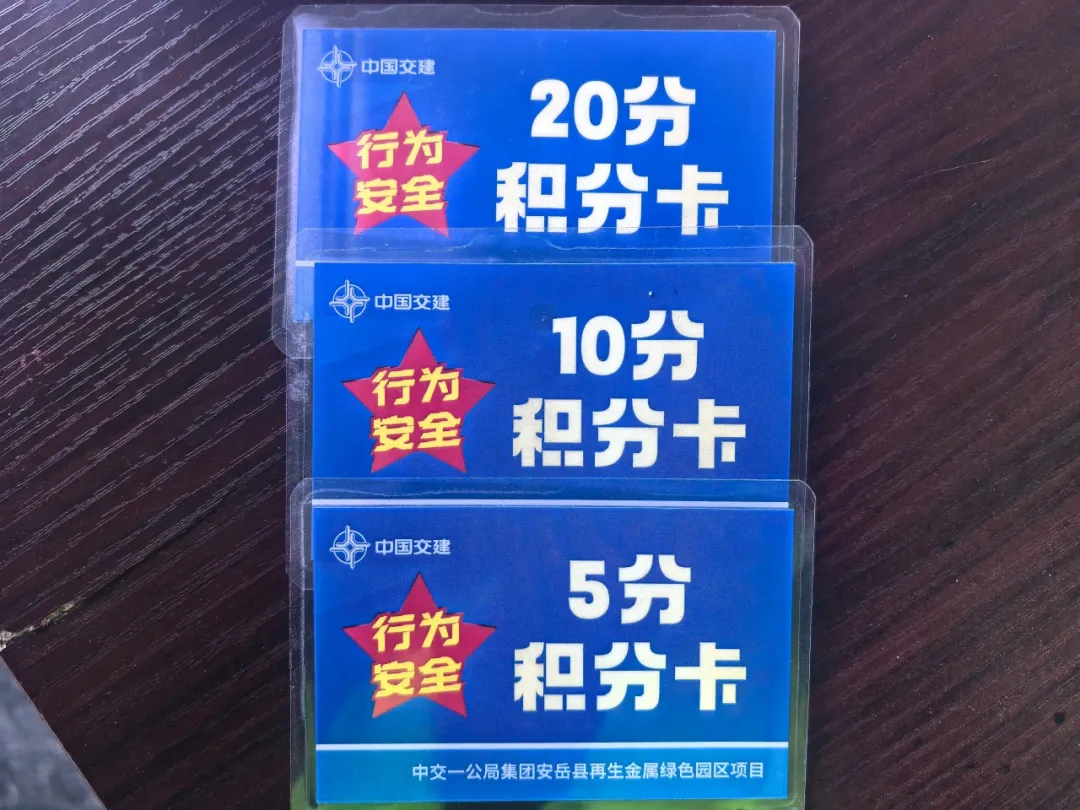 中国交建
20分
行为
安全
积分卡
中国交建
10分
行为
安全
积分卡
中国交建
5分
行为
安全
积分卡
中交一公局集团安岳县再生金属绿色园区项目